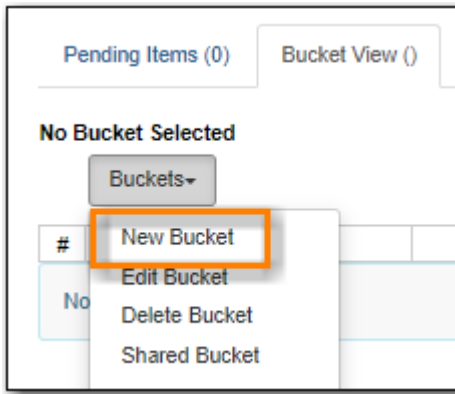 Pending Items (0) Bucket View ()
No Bucket Selected
Buckets
New Bucket
#
Edit Bucket
No
Delete Bucket
Shared Bucket